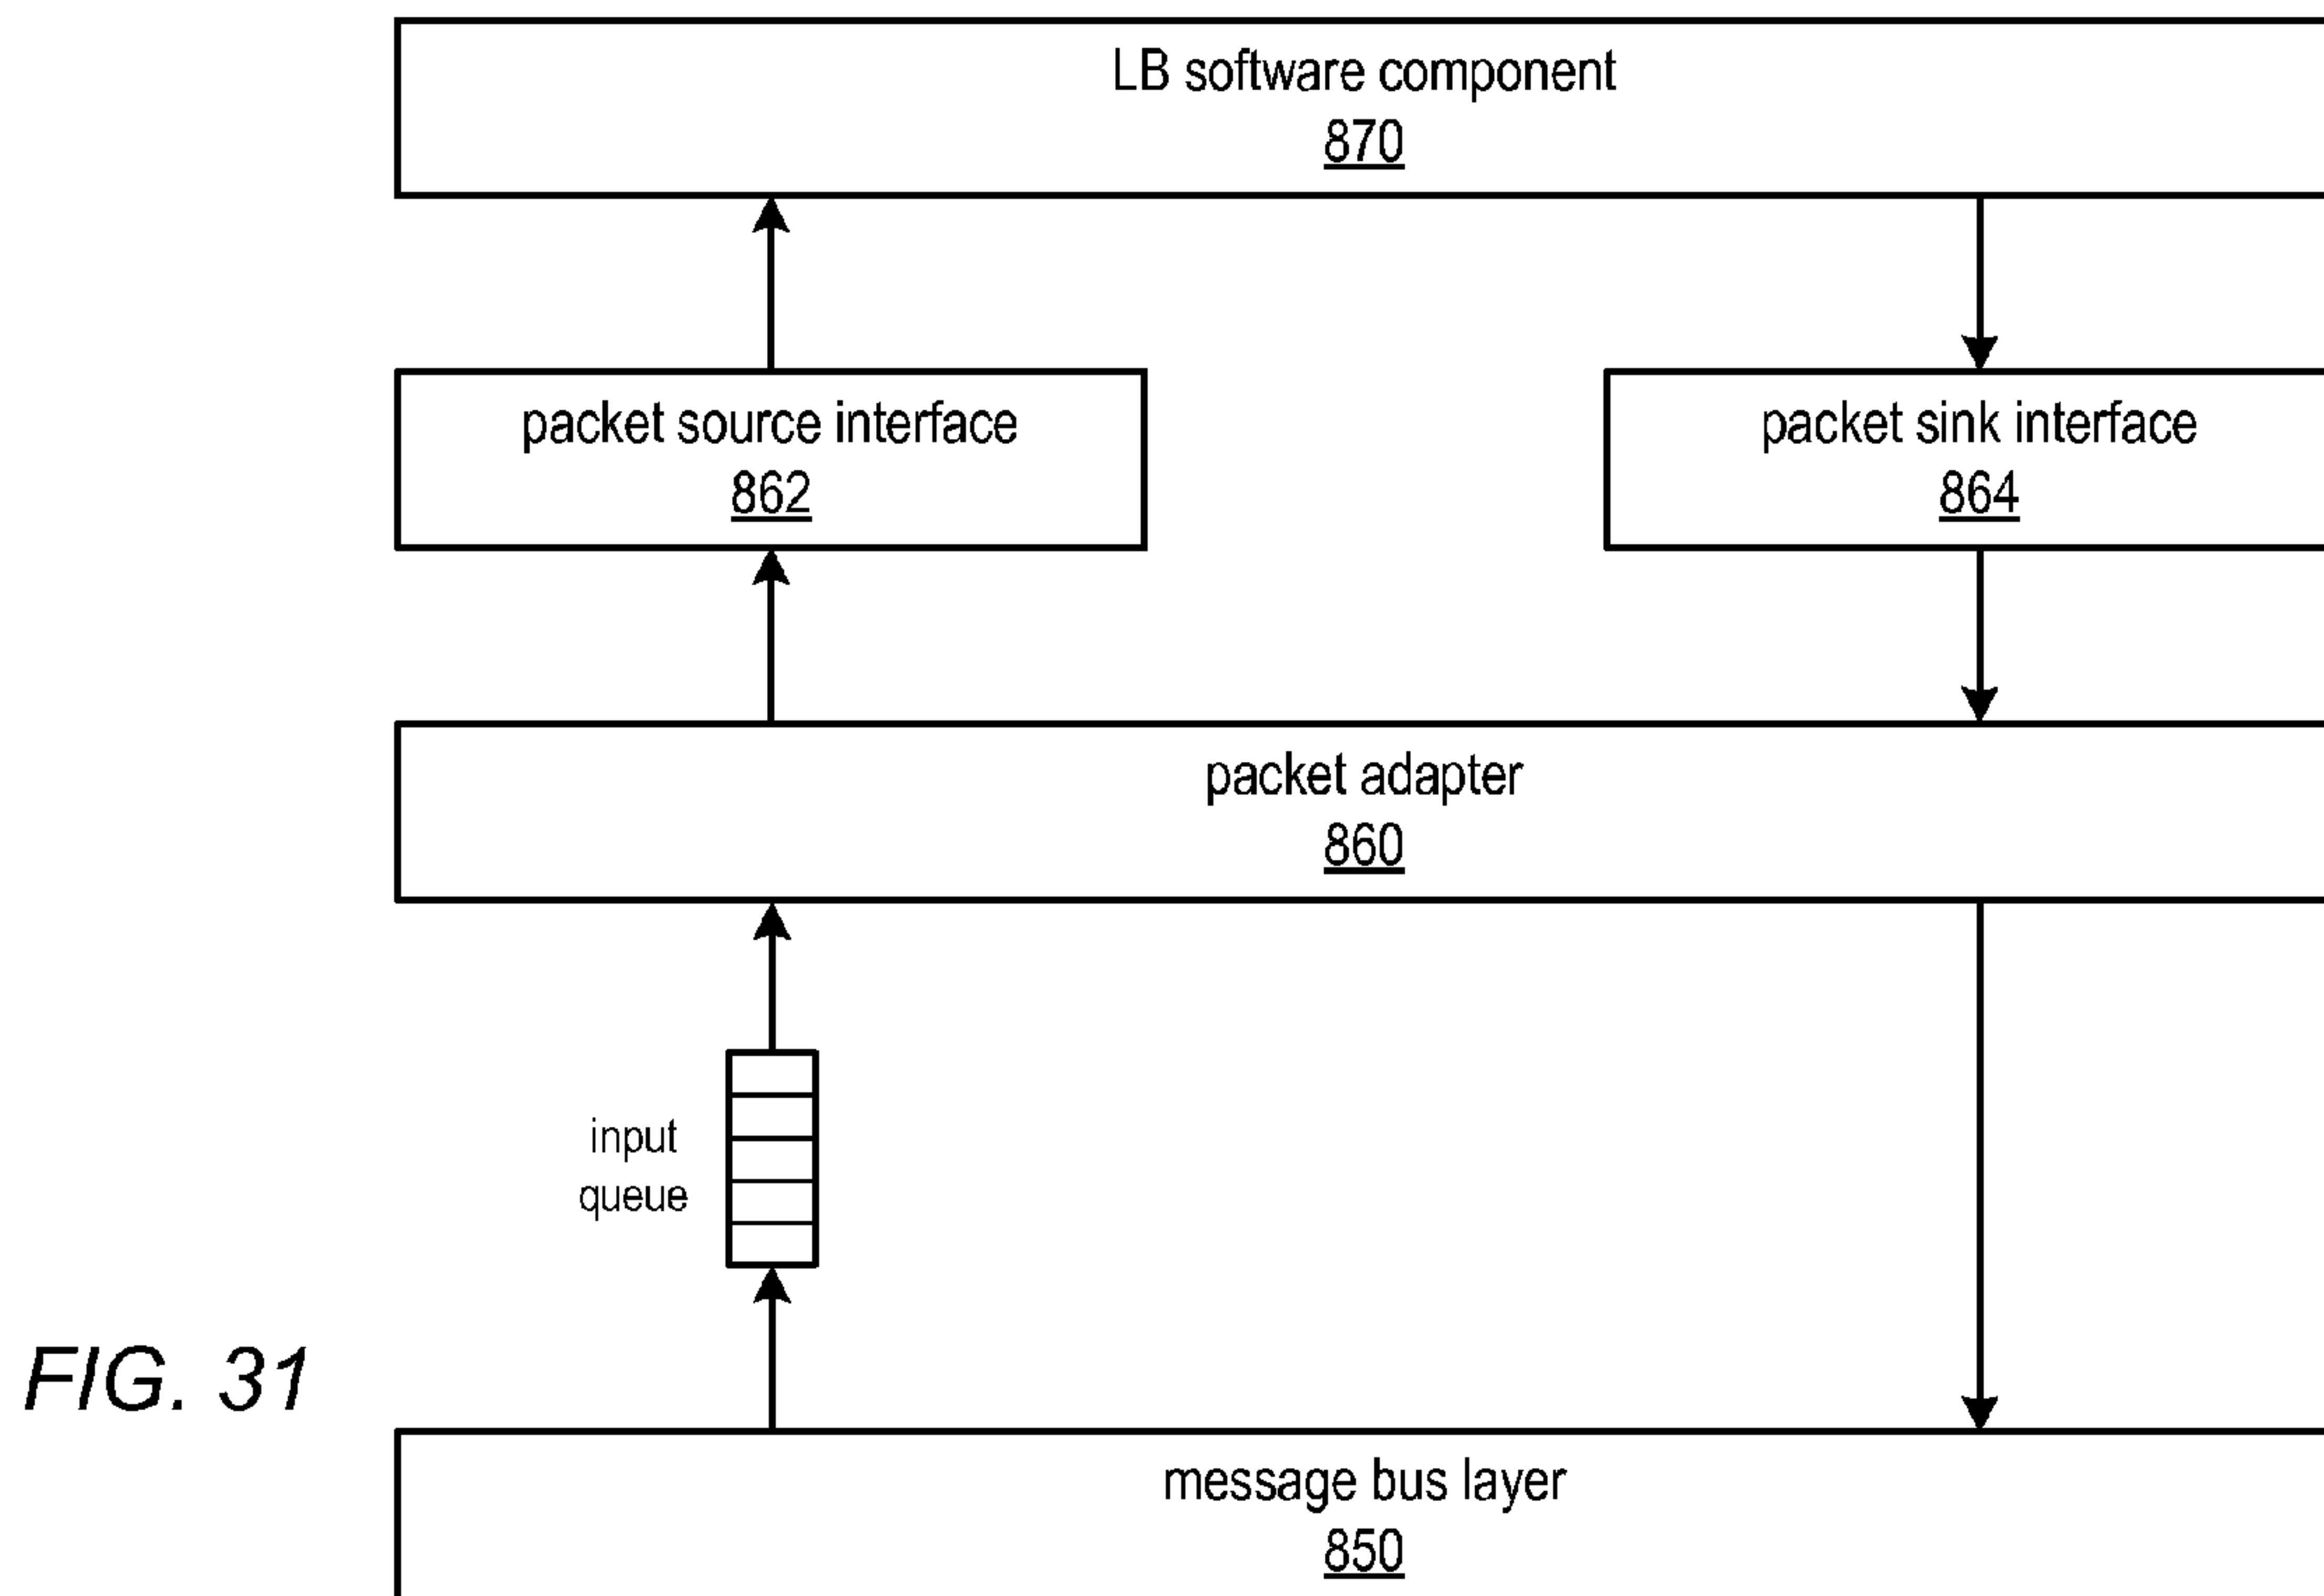 LB software component
870
packet source interface
862
packet sink interface
864
packet adapter
860
input
queue
FIG. 31
message bus layer
850